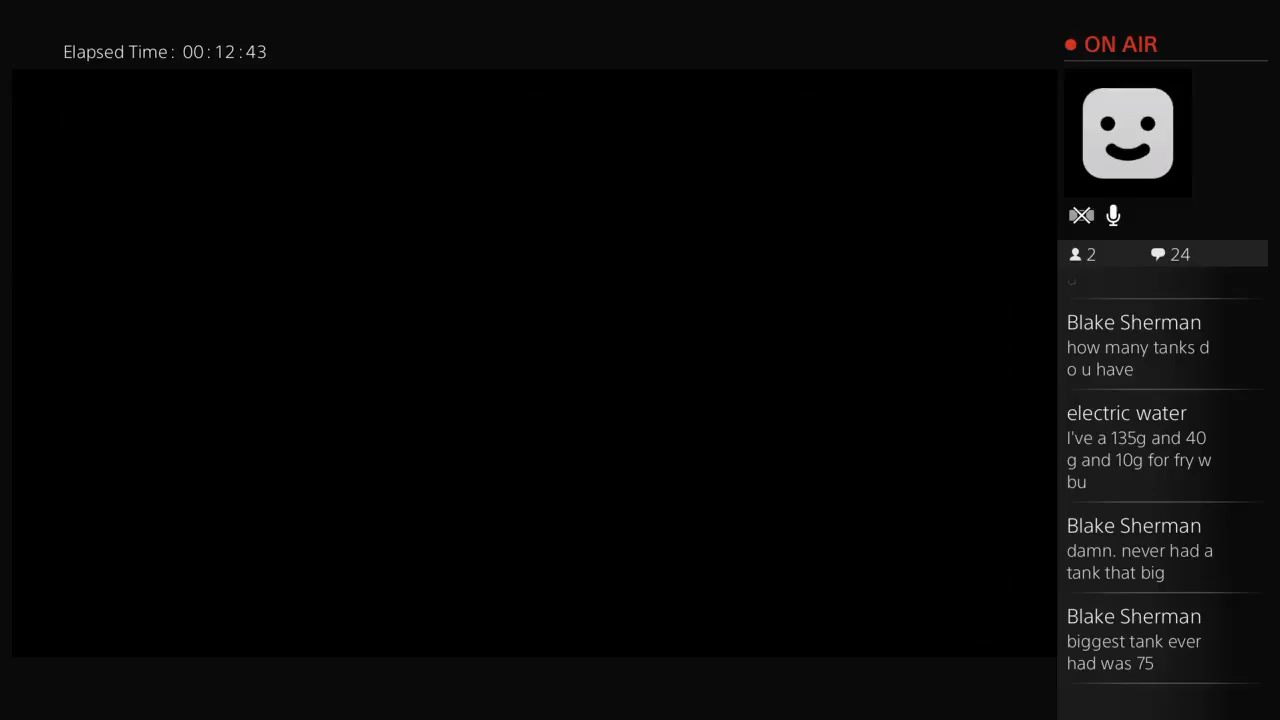 Elapsed Time: 00:12:43
ON AIR
2
24
Blake Sherman
how many tanks d
o u have
electric water
I've a 135g and 40
g and 10g for fry w
bu
Blake Sherman
damn. never had a
tank that big
Blake Sherman
biggest tank ever
had was 75